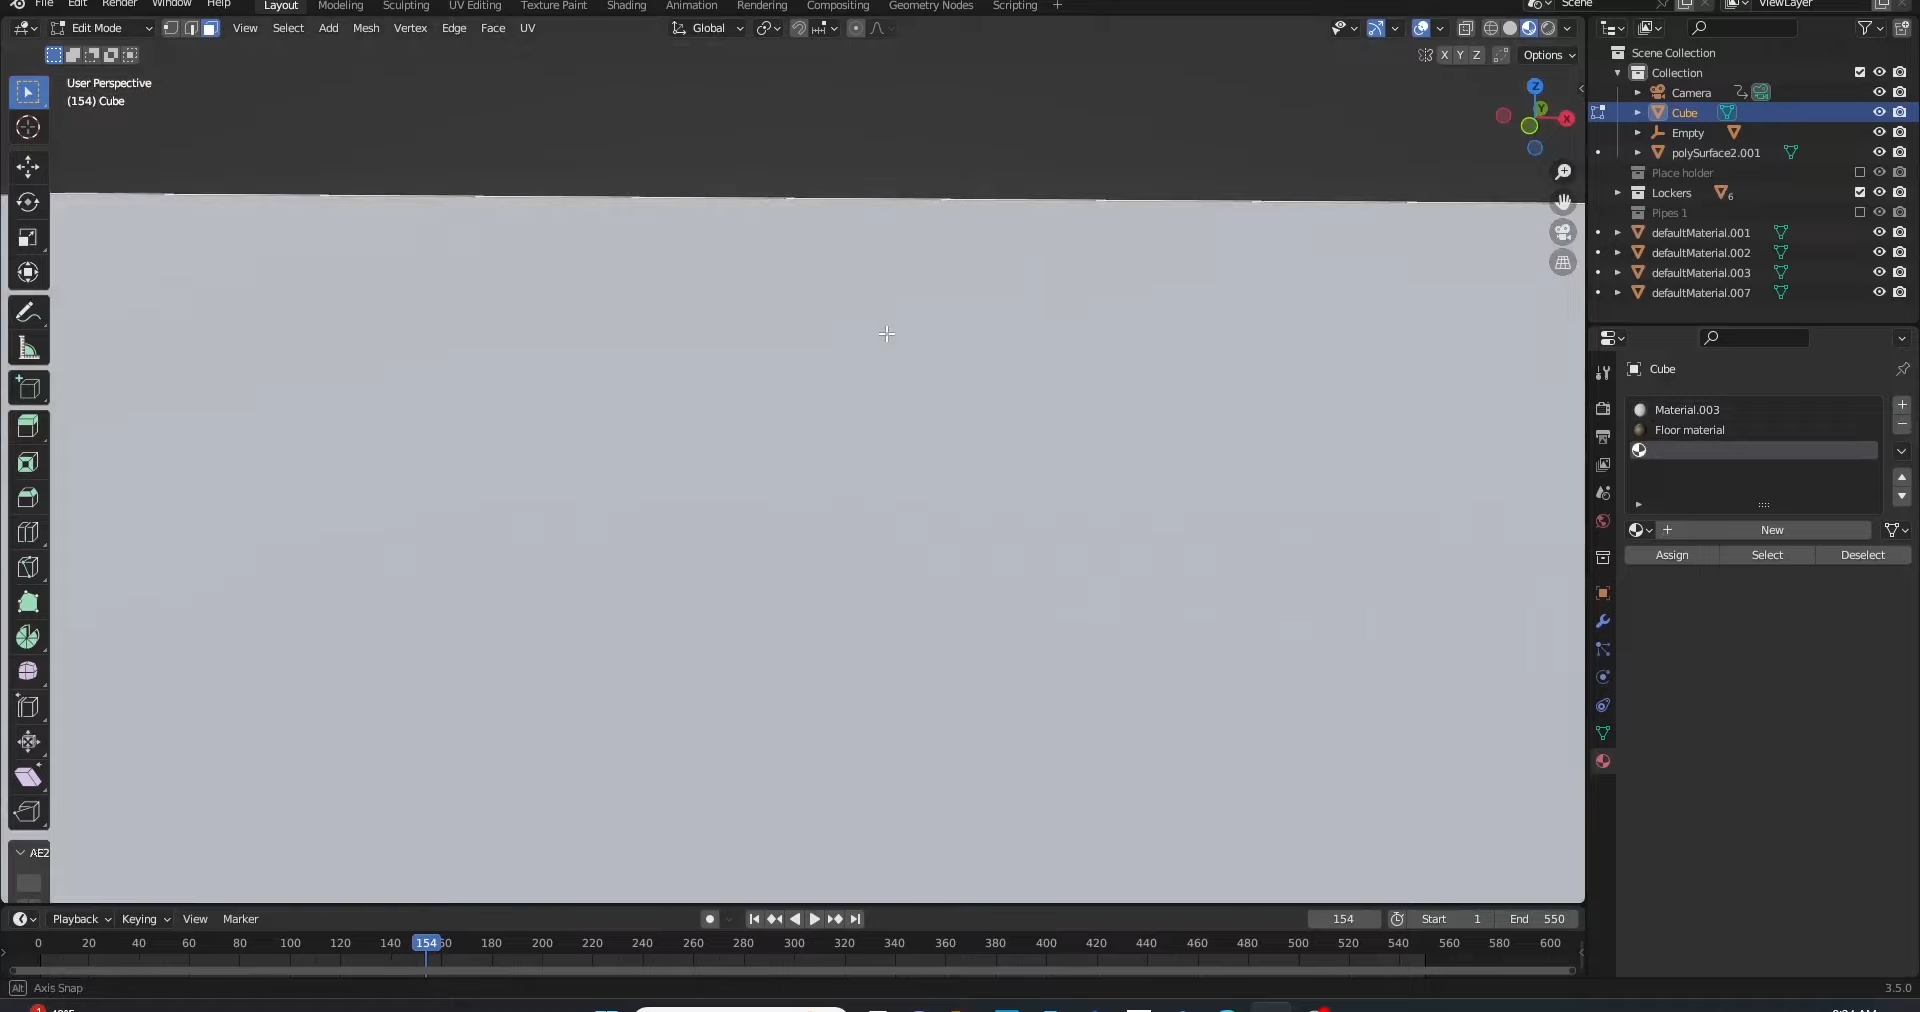 File Edit Render Window Help Layout Modeling Sculpting UV Editing Texture Paint Shading Animation Rendering Compositing Geometry Nodes Scripting + Scene ViewLayer
Edit Mode View Select Add Mesh Vertex Edge Face UV Global
X Y Z Options
User Perspective
(154) Cube
Z
Y
X
Scene Collection
Collection
Camera
Cube
Empty
polySurface2.001
Place holder
Lockers 6
Pipes 1
defaultMaterial.001
defaultMaterial.002
defaultMaterial.003
defaultMaterial.007
Cube
Material.003
Floor material
New
Assign Select Deselect
AE2
Playback Keying View Marker 154 Start 1 End 550
0 20 40 60 80 100 120 140 154 180 200 220 240 260 280 300 320 340 360 380 400 420 440 460 480 500 520 540 560 580 600
Alt Axis Snap 3.5.0